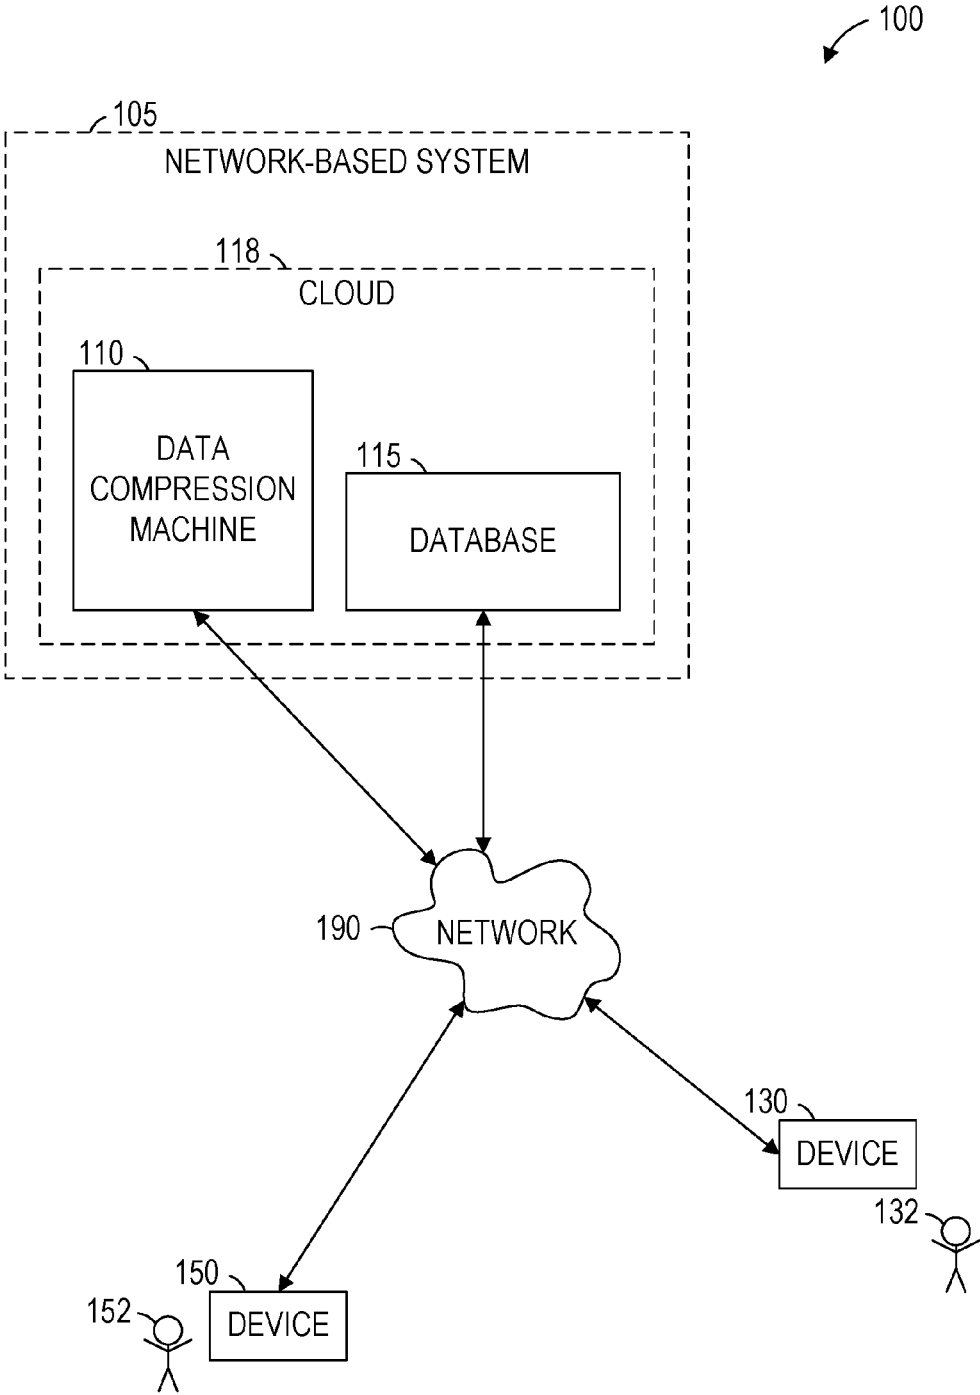 100
105
NETWORK-BASED SYSTEM
118
CLOUD
110
DATA
COMPRESSION
MACHINE
115
DATABASE
190
NETWORK
130
DEVICE
132
150
DEVICE
152